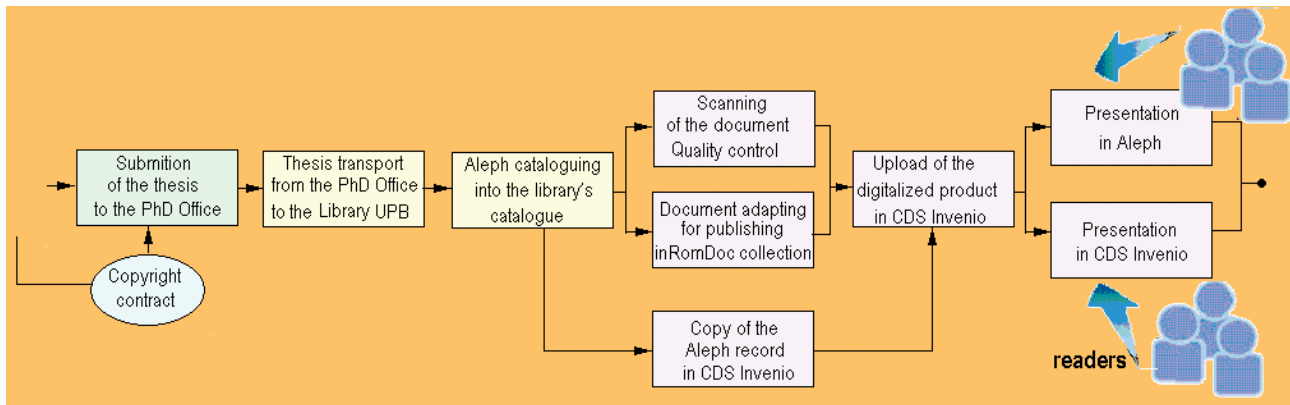 Submition
of the thesis
to the PhD Office
Copyright
contract
Thesis transport
from the PhD Office
to the Library UPB
Aleph cataloguing
into the library's
catalogue
Scanning
of the document
Quality control
Document adapting
for publishing
inRomDoc collection
Copy of the
Aleph record
in CDS Invenio
Upload of the
digitalized product
in CDS Invenio
Presentation
in Aleph
Presentation
in CDS Invenio
readers